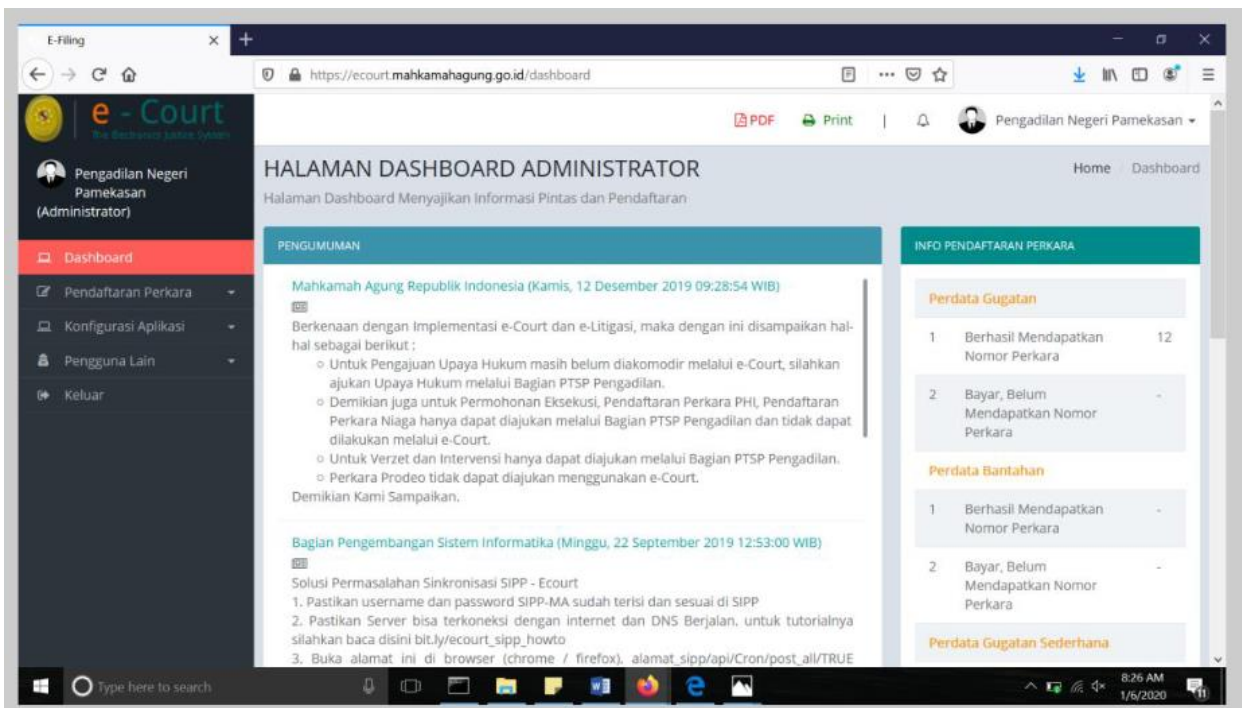 E-Filing
https://ecourt.mahkamahagung.go.id/dashboard
e - Court
The Electronics Justice System
PDF
Print
Pengadilan Negeri Pamekasan
Pengadilan Negeri
Pamekasan
(Administrator)
Dashboard
Pendaftaran Perkara
Konfigurasi Aplikasi
Pengguna Lain
Keluar
HALAMAN DASHBOARD ADMINISTRATOR
Halaman Dashboard Menyajikan Informasi Pintas dan Pendaftaran
Home / Dashboard
PENGUMUMAN
Mahkamah Agung Republik Indonesia (Kamis, 12 Desember 2019 09:28:54 WIB)
Berkenaan dengan Implementasi e-Court dan e-Litigasi, maka dengan ini disampaikan hal-
hal sebagai berikut :
Untuk Pengajuan Upaya Hukum masih belum diakomodir melalui e-Court, silahkan
ajukan Upaya Hukum melalui Bagian PTSP Pengadilan.
Demikian juga untuk Permohonan Eksekusi, Pendaftaran Perkara PHI, Pendaftaran
Perkara Niaga hanya dapat diajukan melalui Bagian PTSP Pengadilan dan tidak dapat
dilakukan melalui e-Court.
Untuk Verzet dan Intervensi hanya dapat diajukan melalui Bagian PTSP Pengadilan.
Perkara Prodeo tidak dapat diajukan menggunakan e-Court.
Demikian Kami Sampaikan.
Bagian Pengembangan Sistem Informatika (Minggu, 22 September 2019 12:53:00 WIB)
Solusi Permasalahan Sinkronisasi SIPP - Ecourt
1. Pastikan username dan password SIPP-MA sudah terisi dan sesuai di SIPP
2. Pastikan Server bisa terkoneksi dengan internet dan DNS Berjalan. untuk tutorialnya
silahkan baca disini bit.ly/ecourt_sipp_howto
3. Buka alamat ini di browser (chrome / firefox). alamat_sipp/api/Cron/post_all/TRUE
INFO PENDAFTARAN PERKARA
Perdata Gugatan
1 Berhasil Mendapatkan 12
Nomor Perkara
2 Bayar, Belum -
Mendapatkan Nomor
Perkara
Perdata Bantahan
1 Berhasil Mendapatkan -
Nomor Perkara
2 Bayar, Belum -
Mendapatkan Nomor
Perkara
Perdata Gugatan Sederhana
Type here to search
8:26 AM
1/6/2020